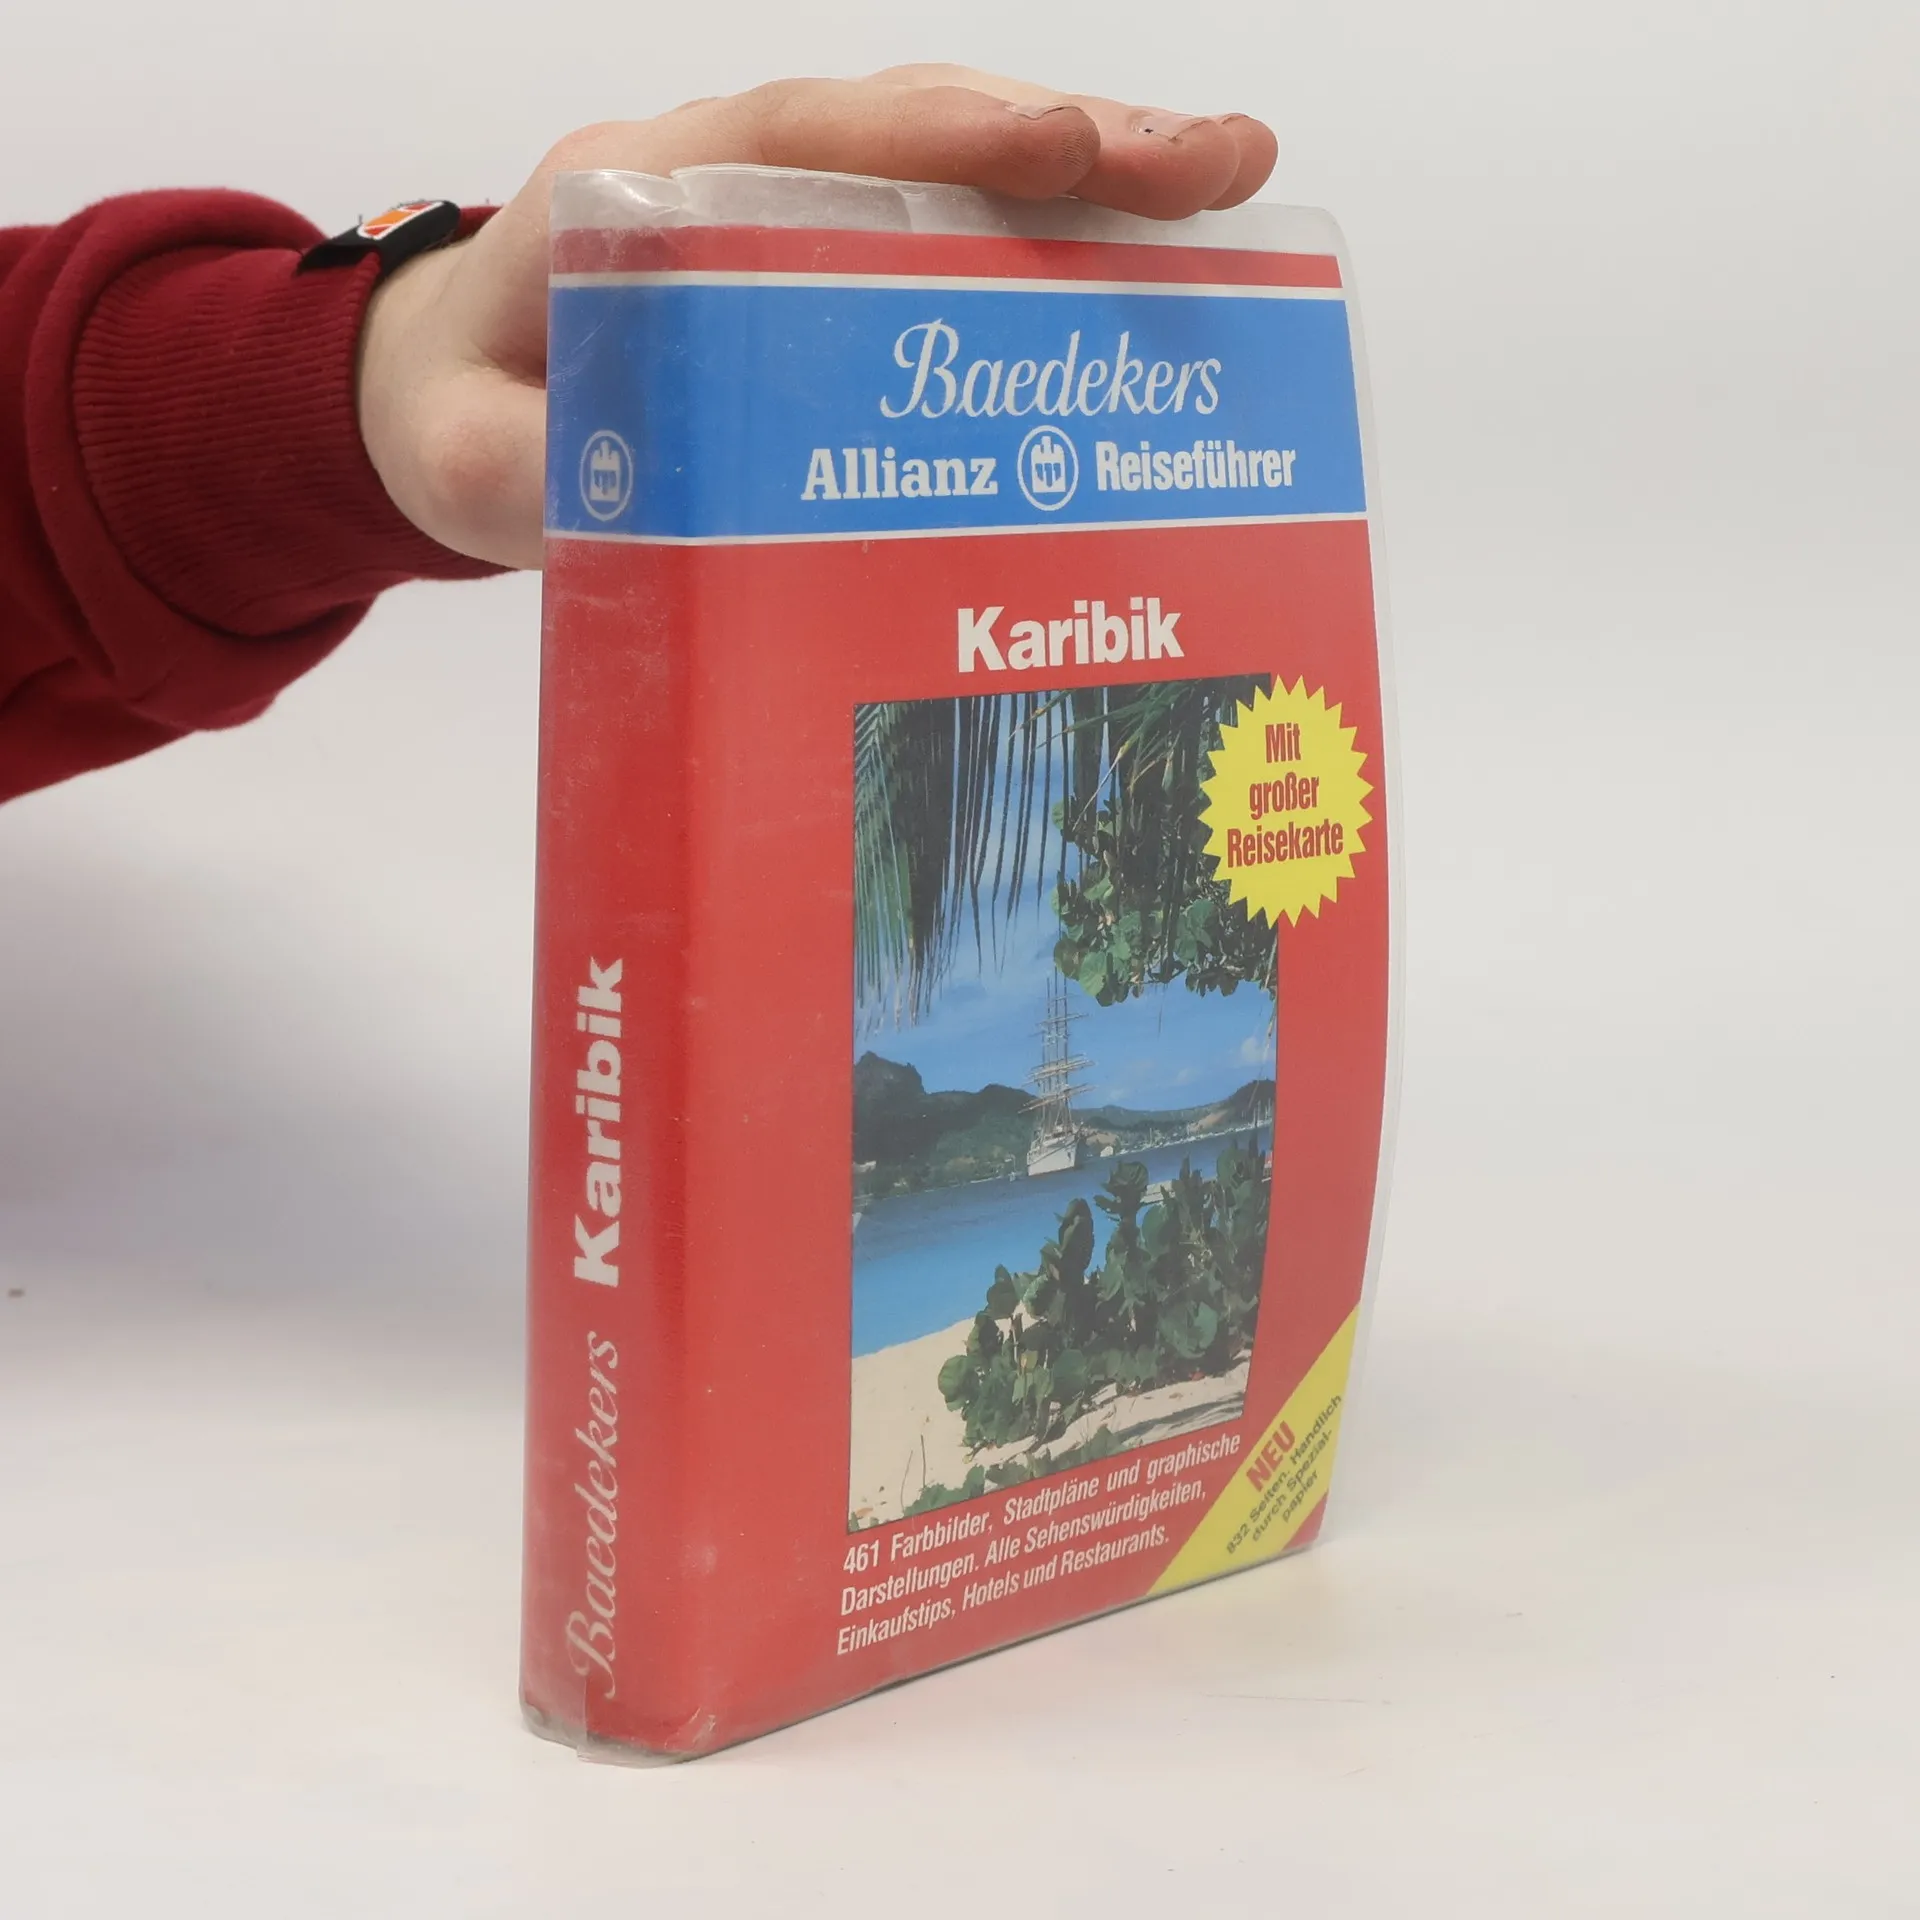 Baedekers
Allianz Reiseführer
Karibik
Mit
großer
Reisekarte
461 Farbbilder, Stadtpläne und graphische
Darstellungen. Alle Sehenswürdigkeiten,
Einkaufstips, Hotels und Restaurants.
NEU
832 Seiten. Handlich
durch Spezial-
papier
Baedekers Karibik